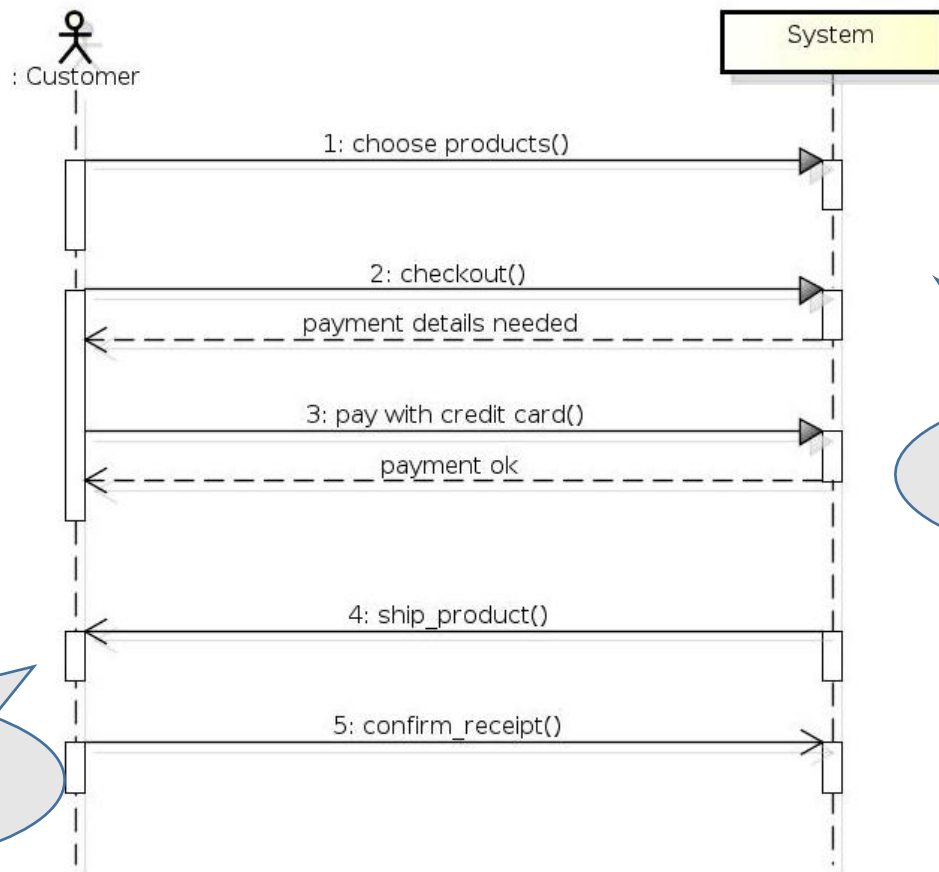 : Customer
System
1: choose products()
2: checkout()
payment details needed
3: pay with credit card()
payment ok
4: ship_product()
5: confirm_receipt()